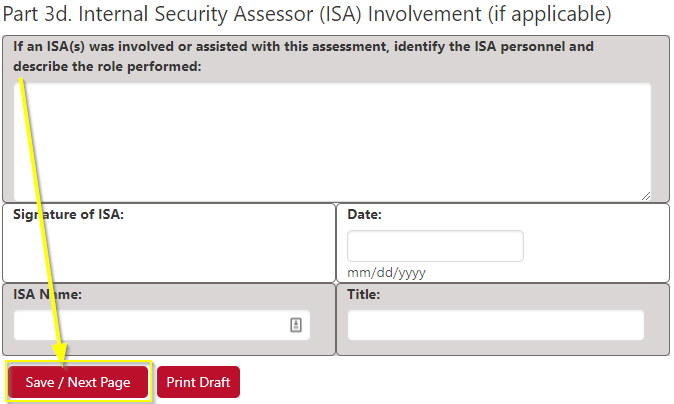 Part 3d. Internal Security Assessor (ISA) Involvement (if applicable)
If an ISA(s) was involved or assisted with this assessment, identify the ISA personnel and
describe the role performed:
Signature of ISA:
Date:
mm/dd/yyyy
ISA Name:
Title:
Save / Next Page
Print Draft